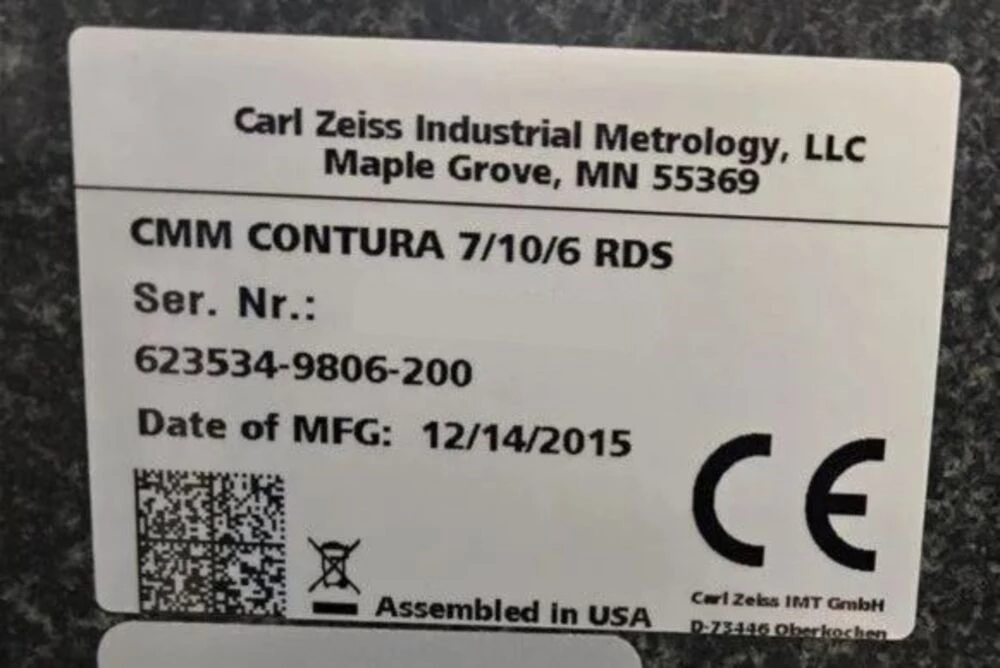 Carl Zeiss Industrial Metrology, LLC
Maple Grove, MN 55369
CMM CONTURA 7/10/6 RDS
Ser. Nr.:
623534-9806-200
Date of MFG: 12/14/2015
CE
Assembled in USA
Carl Zeiss IMT GmbH
D-73446 Oberkochen